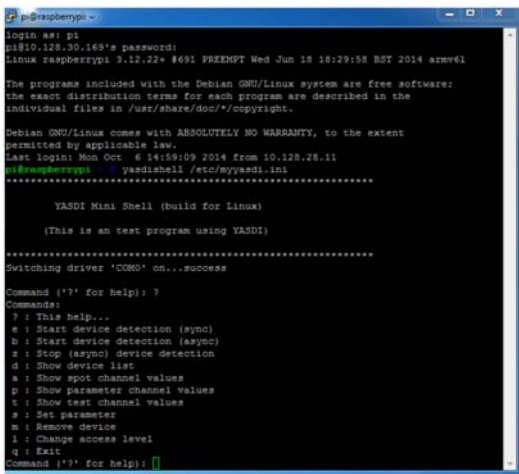 pi@raspberrypi: ~
login as: pi
pi@10.128.30.169's password:
Linux raspberrypi 3.12.22+ #691 PREEMPT Wed Jun 18 18:29:58 BST 2014 armv6l
The programs included with the Debian GNU/Linux system are free software;
the exact distribution terms for each program are described in the
individual files in /usr/share/doc/*/copyright.
Debian GNU/Linux comes with ABSOLUTELY NO WARRANTY, to the extent
permitted by applicable law.
Last login: Mon Oct  6 14:59:09 2014 from 10.128.28.11
pi@raspberrypi ~ $ yasdishell /etc/myyasdi.ini
****************************************************************
YASDI Mini Shell (build for Linux)
(This is an test program using YASDI)
****************************************************************
Switching driver 'COM0' on...success
Command ('?' for help): ?
Commands:
? : This help...
e : Start device detection (sync)
b : Start device detection (async)
z : Stop (async) device detection
d : Show device list
a : Show spot channel values
p : Show parameter channel values
t : Show test channel values
s : Set parameter
m : Remove device
l : Change access level
q : Exit
Command ('?' for help):